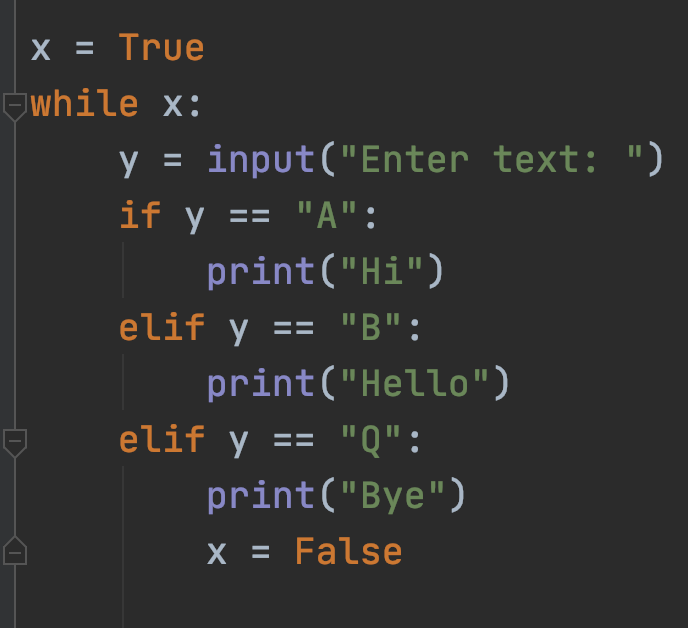 x = True
while x:
    y = input("Enter text: ")
    if y == "A":
        print("Hi")
    elif y == "B":
        print("Hello")
    elif y == "Q":
        print("Bye")
        x = False